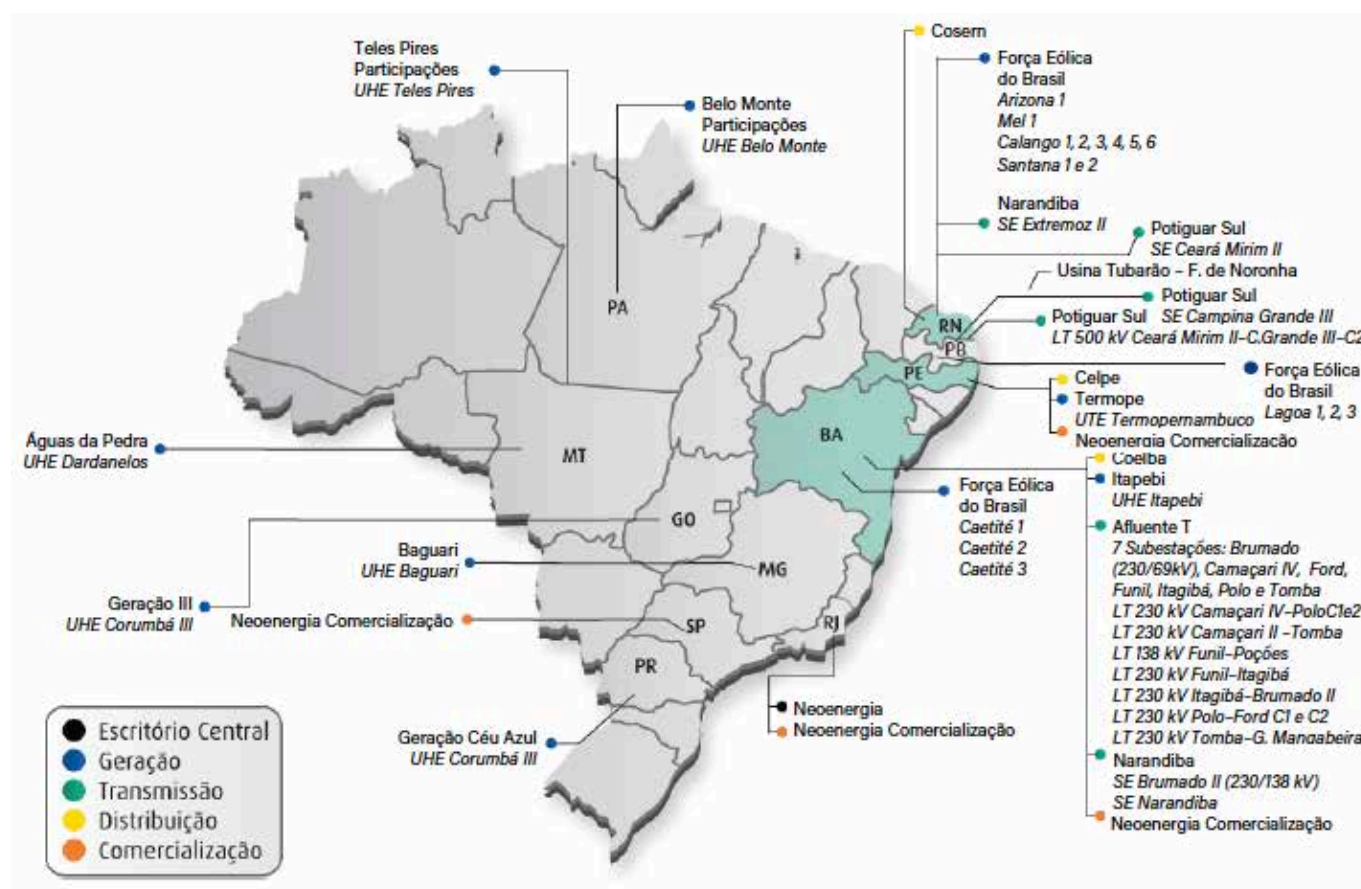 Cosern
Teles Pires
Participações
UHE Teles Pires
Força Eólica
do Brasil
Arizona 1
Mel 1
Calango 1, 2, 3, 4, 5, 6
Santana 1 e 2
Belo Monte
Participações
UHE Belo Monte
Narandiba
SE Extremoz II
Potiguar Sul
SE Ceará Mirim II
Usina Tubarão – F. de Noronha
Potiguar Sul
SE Campina Grande III
Potiguar Sul
LT 500 kV Ceará Mirim II–C.Grande III–C2
PA
RN
PB
PE
Força Eólica
do Brasil
Lagoa 1, 2, 3
Celpe
Termope
UTE Termopernambuco
Neoenergia Comercialização
Águas da Pedra
UHE Dardanelos
MT
BA
Coelba
Itapebi
UHE Itapebi
Força Eólica
do Brasil
Caetité 1
Caetité 2
Caetité 3
GO
Afluente T
7 Subestações: Brumado
(230/69kV), Camaçari IV, Ford,
Funil, Itagibá, Polo e Tomba
LT 230 kV Camaçari IV–PoloC1e2
LT 230 kV Camaçari II –Tomba
LT 138 kV Funil–Poções
LT 230 kV Funil–Itagibá
LT 230 kV Itagibá–Brumado II
LT 230 kV Polo–Ford C1 e C2
LT 230 kV Tomba–G. Mangabeira
Narandiba
SE Brumado II (230/138 kV)
SE Narandiba
Neoenergia Comercialização
Baguari
UHE Baguari
MG
Geração III
UHE Corumbá III
Neoenergia Comercialização
SP
RJ
PR
Neoenergia
Neoenergia Comercialização
Geração Céu Azul
UHE Corumbá III
Escritório Central
Geração
Transmissão
Distribuição
Comercialização